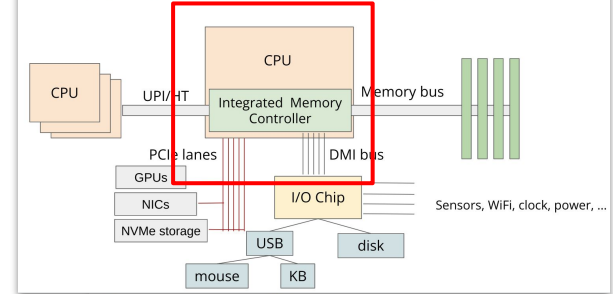 CPU
CPU
UPI/HT
Integrated Memory
Controller
Memory bus
PCIe lanes
DMI bus
GPUs
NICs
NVMe storage
I/O Chip
Sensors, WiFi, clock, power, ...
USB
disk
mouse
KB